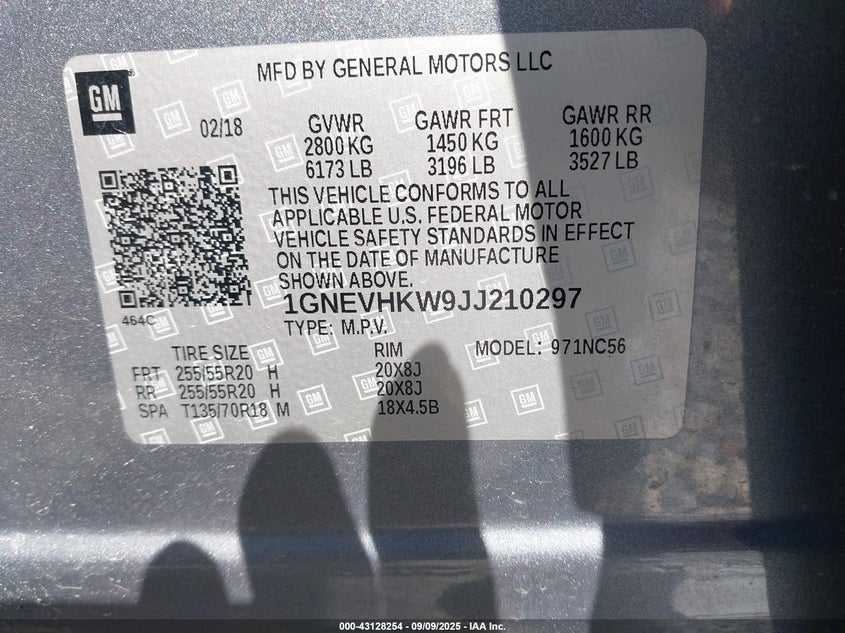 MFD BY GENERAL MOTORS LLC
GM
02/18
GVWR GAWR FRT GAWR RR
2800 KG 1450 KG 1600 KG
6173 LB 3196 LB 3527 LB
THIS VEHICLE CONFORMS TO ALL
APPLICABLE U.S. FEDERAL MOTOR
VEHICLE SAFETY STANDARDS IN EFFECT
ON THE DATE OF MANUFACTURE
SHOWN ABOVE.
464C
1GNEVHKW9JJ210297
TYPE: M.P.V.
TIRE SIZE RIM MODEL: 971NC56
FRT 255/55R20 H 20X8J
RR 255/55R20 H 20X8J
SPA T135/70R18 M 18X4.5B
000-43128254 - 09/09/2025 - IAA Inc.